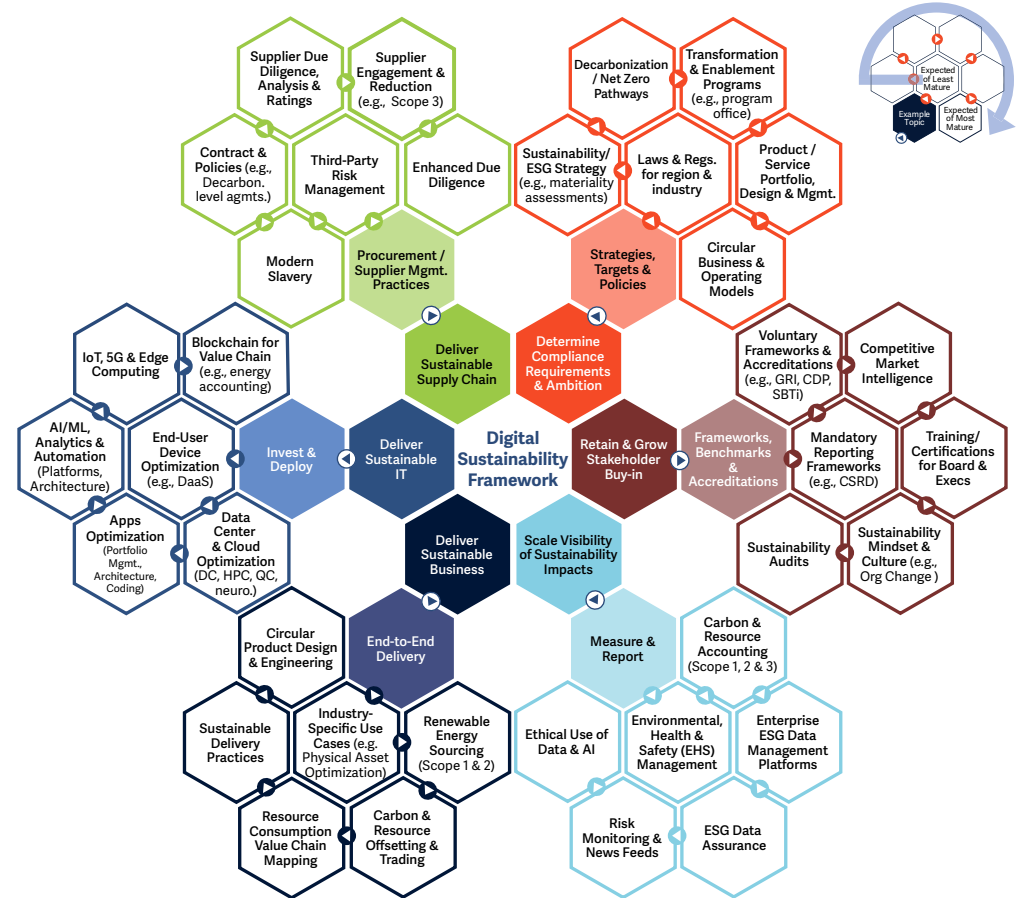 Supplier Due
Diligence,
Analysis &
Ratings
Supplier
Engagement &
Reduction
(e.g., Scope 3)
Contract &
Policies (e.g.,
Decarbon.
level agmts.)
Third-Party
Risk
Management
Enhanced Due
Diligence
Modern
Slavery
Procurement /
Supplier Mgmt.
Practices
Deliver
Sustainable
Supply Chain
Decarbonization
/ Net Zero
Pathways
Transformation
& Enablement
Programs
(e.g., program
office)
Sustainability/
ESG Strategy
(e.g., materiality
assessments)
Laws & Regs.
for region &
industry
Product /
Service
Portfolio,
Design & Mgmt.
Strategies,
Targets &
Policies
Circular
Business &
Operating
Models
Determine
Compliance
Requirements
& Ambition
Expected
of Least
Mature
Example
Topic
Expected
of Most
Mature
IoT, 5G & Edge
Computing
Blockchain for
Value Chain
(e.g., energy
accounting)
AI/ML,
Analytics &
Automation
(Platforms,
Architecture)
End-User
Device
Optimization
(e.g., DaaS)
Invest &
Deploy
Deliver
Sustainable
IT
Apps
Optimization
(Portfolio
Mgmt.,
Architecture,
Coding)
Data
Center
& Cloud
Optimization
(DC, HPC, QC,
neuro.)
Digital
Sustainability
Framework
Retain & Grow
Stakeholder
Buy-in
Frameworks,
Benchmarks
&
Accreditations
Voluntary
Frameworks &
Accreditations
(e.g., GRI, CDP,
SBTi)
Competitive
Market
Intelligence
Mandatory
Reporting
Frameworks
(e.g., CSRD)
Training/
Certifications
for Board &
Execs
Sustainability
Audits
Sustainability
Mindset &
Culture (e.g.,
Org Change )
Deliver
Sustainable
Business
Scale Visibility
of Sustainability
Impacts
Circular
Product Design
& Engineering
End-to-End
Delivery
Sustainable
Delivery
Practices
Industry-
Specific Use
Cases (e.g.
Physical Asset
Optimization)
Renewable
Energy
Sourcing
(Scope 1 & 2)
Resource
Consumption
Value Chain
Mapping
Carbon &
Resource
Offsetting &
Trading
Measure &
Report
Carbon &
Resource
Accounting
(Scope 1, 2 & 3)
Ethical Use of
Data & AI
Environmental,
Health &
Safety (EHS)
Management
Enterprise
ESG Data
Management
Platforms
Risk
Monitoring &
News Feeds
ESG Data
Assurance